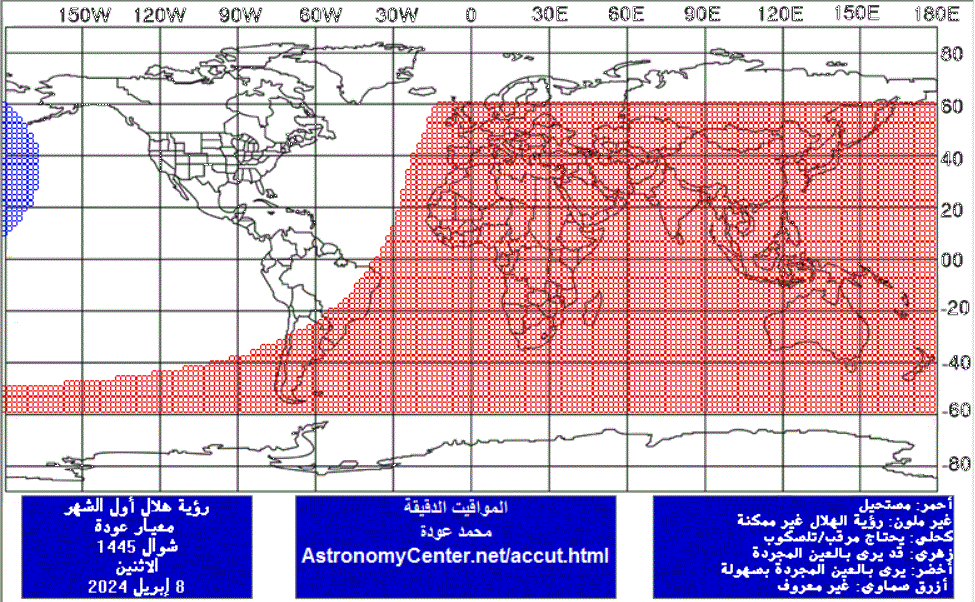 150W 120W 90W 60W 30W 0 30E 60E 90E 120E 150E 180E
80
60
40
20
00
-20
-40
-60
-80
رؤية هلال أول الشهر
معيار عودة
شوال 1445
الاثنين
8 إبريل 2024
المواقيت الدقيقة
محمد عودة
AstronomyCenter.net/accut.html
أحمر: مستحيل
غير ملون: رؤية الهلال غير ممكنة
كحلي: يحتاج مرقب/تلسكوب
زهري: قد يرى بالعين المجردة
أخضر: يرى بالعين المجردة بسهولة
أزرق سماوي: غير معروف